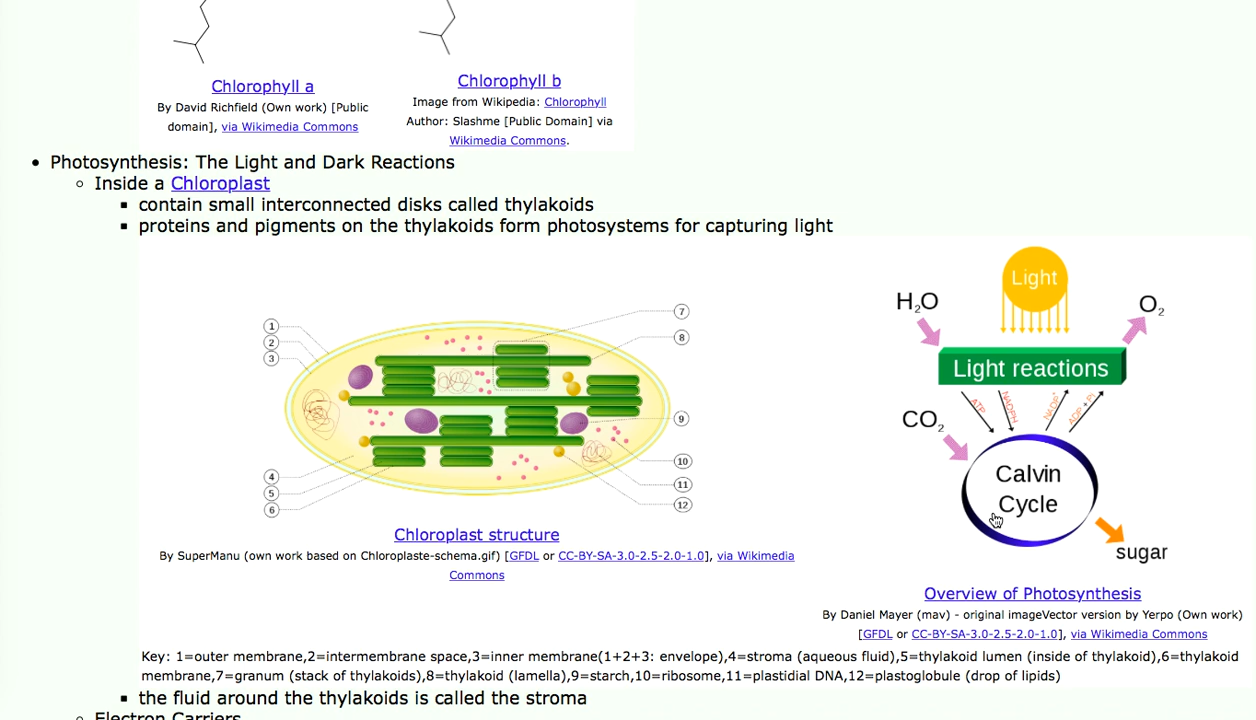 Chlorophyll a
By David Richfield (Own work) [Public
domain], via Wikimedia Commons
Chlorophyll b
Image from Wikipedia: Chlorophyll
Author: Slashme [Public Domain] via
Wikimedia Commons.
Photosynthesis: The Light and Dark Reactions
Inside a Chloroplast
contain small interconnected disks called thylakoids
proteins and pigments on the thylakoids form photosystems for capturing light
1
2
3
4
5
6
7
8
9
10
11
12
Chloroplast structure
By SuperManu (own work based on Chloroplaste-schema.gif) [GFDL or CC-BY-SA-3.0-2.5-2.0-1.0], via Wikimedia
Commons
Light
H₂O
O₂
Light reactions
ATP
NADPH
NADP⁺
ADP + Pi
CO₂
Calvin
Cycle
sugar
Overview of Photosynthesis
By Daniel Mayer (mav) - original imageVector version by Yerpo (Own work)
[GFDL or CC-BY-SA-3.0-2.5-2.0-1.0], via Wikimedia Commons
Key: 1=outer membrane,2=intermembrane space,3=inner membrane(1+2+3: envelope),4=stroma (aqueous fluid),5=thylakoid lumen (inside of thylakoid),6=thylakoid
membrane,7=granum (stack of thylakoids),8=thylakoid (lamella),9=starch,10=ribosome,11=plastidial DNA,12=plastoglobule (drop of lipids)
the fluid around the thylakoids is called the stroma
Electron Carriers